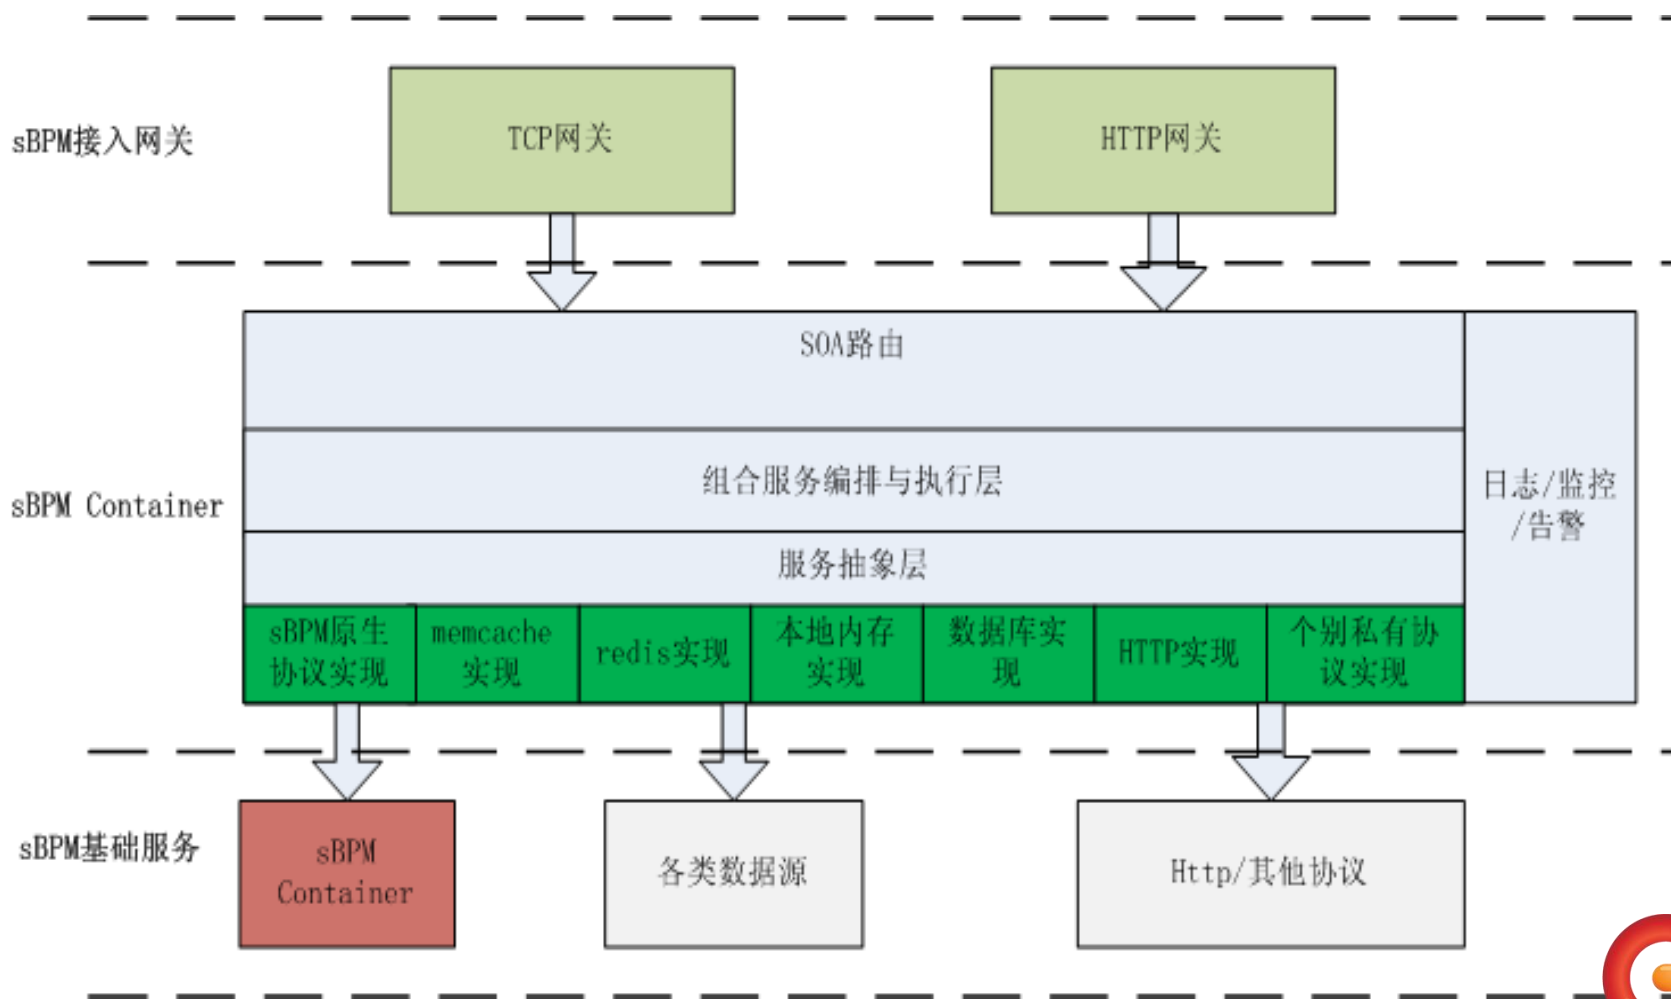 sBPM接入网关
TCP网关
HTTP网关
sBPM Container
SOA路由
组合服务编排与执行层
服务抽象层
日志/监控
/告警
sBPM原生
协议实现
memcache
实现
redis实现
本地内存
实现
数据库实
现
HTTP实现
个别私有协
议实现
sBPM基础服务
sBPM
Container
各类数据源
Http/其他协议